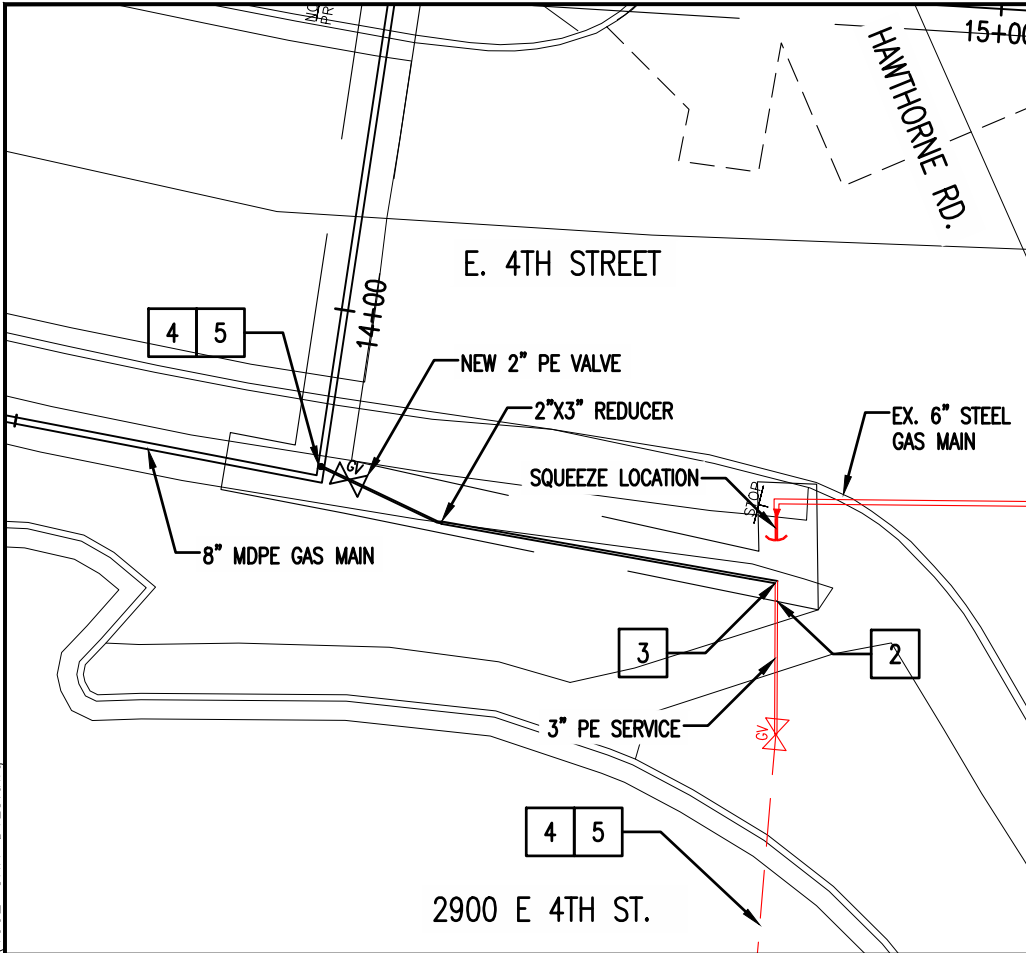 15+00
HAWTHORNE RD.
E. 4TH STREET
14+00
4 5
NEW 2" PE VALVE
2"X3" REDUCER
EX. 6" STEEL
GAS MAIN
GV
SQUEEZE LOCATION
STOP
8" MDPE GAS MAIN
3
2
3" PE SERVICE
GV
4 5
2900 E 4TH ST.